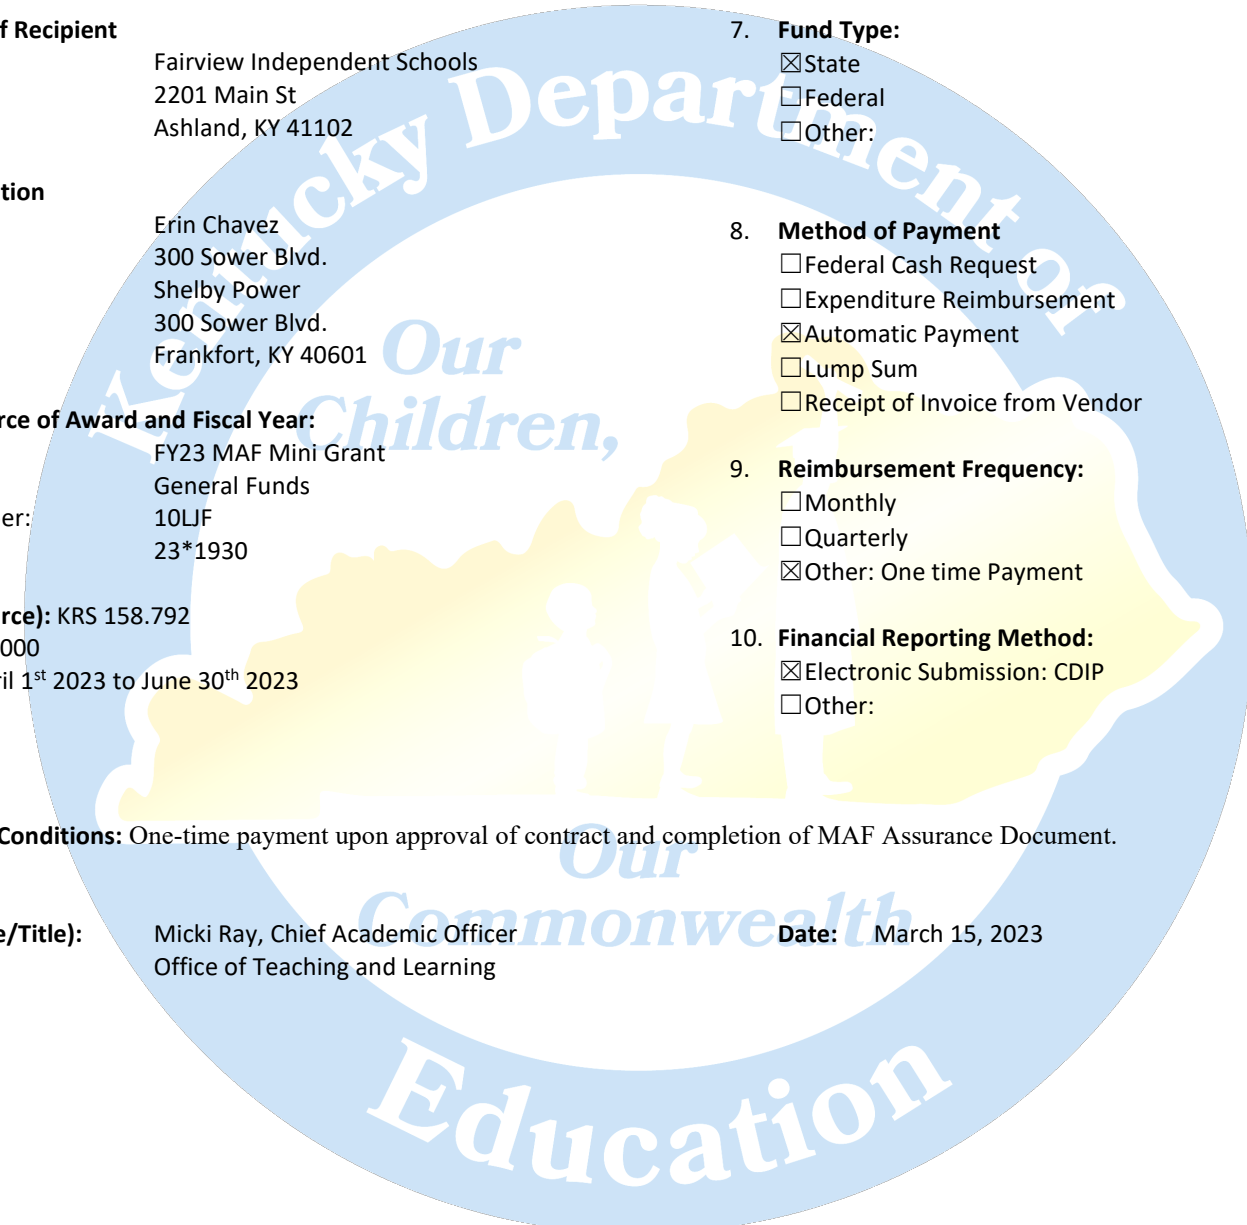 f Recipient
Fairview Independent Schools
2201 Main St
Ashland, KY 41102
tion
Erin Chavez
300 Sower Blvd.
Shelby Power
300 Sower Blvd.
Frankfort, KY 40601
rce of Award and Fiscal Year:
FY23 MAF Mini Grant
General Funds
er: 10LJF
23*1930
rce): KRS 158.792
000
ril 1st 2023 to June 30th 2023
7. Fund Type:
☒State
☐Federal
☐Other:
8. Method of Payment
☐Federal Cash Request
☐Expenditure Reimbursement
☒Automatic Payment
☐Lump Sum
☐Receipt of Invoice from Vendor
9. Reimbursement Frequency:
☐Monthly
☐Quarterly
☒Other: One time Payment
10. Financial Reporting Method:
☒Electronic Submission: CDIP
☐Other:
Conditions: One-time payment upon approval of contract and completion of MAF Assurance Document.
e/Title): Micki Ray, Chief Academic Officer Date: March 15, 2023
Office of Teaching and Learning
Kentucky Department of
Education
Our
Children,
Our
Commonwealth